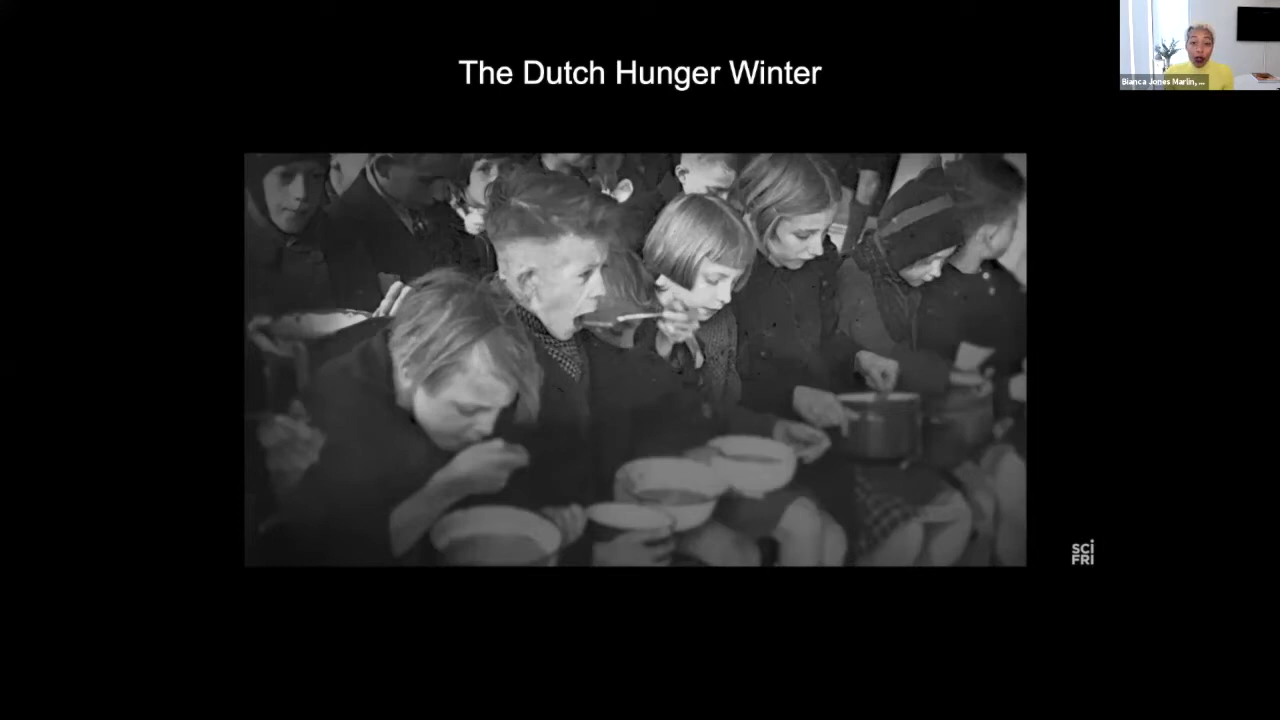 The Dutch Hunger Winter
Bianca Jones Marlin, ...
SCI
FRI